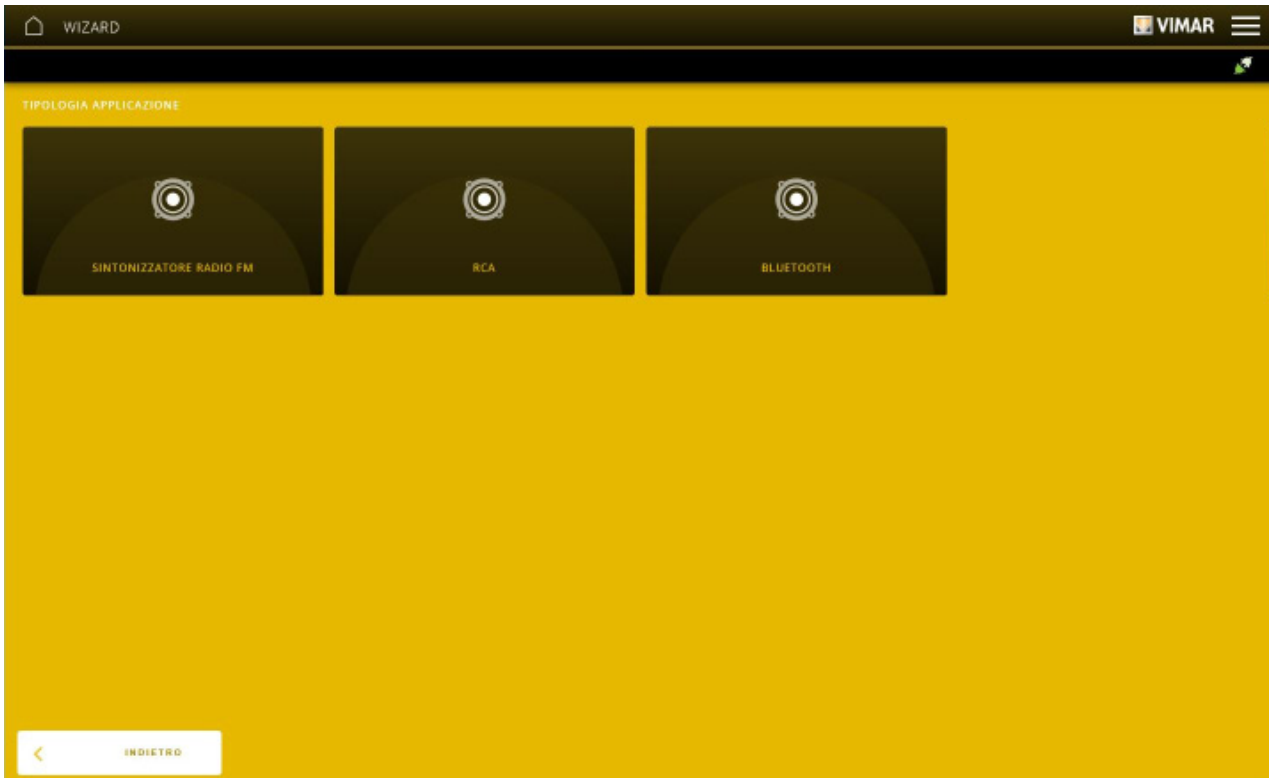 WIZARD
VIMAR
TIPOLOGIA APPLICAZIONE
SINTONIZZATORE RADIO FM
RCA
BLUETOOTH
INDIETRO